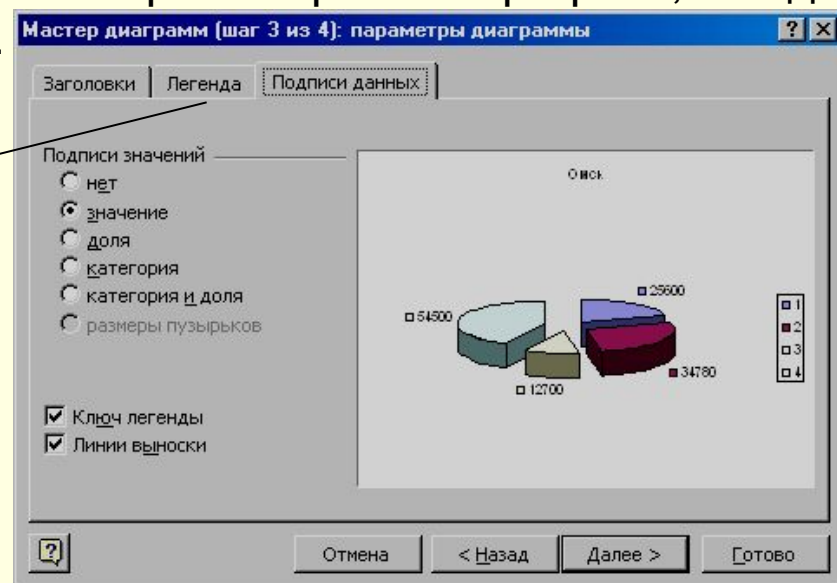 Мастер диаграмм (шаг 3 из 4): параметры диаграммы
Заголовки Легенда Подписи данных
Подписи значений
нет
значение
доля
категория
категория и доля
размеры пузырьков
Ключ легенды
Линии выноски
Омск
25600
54500
34780
12700
1
2
3
4
Отмена < Назад Далее > Готово